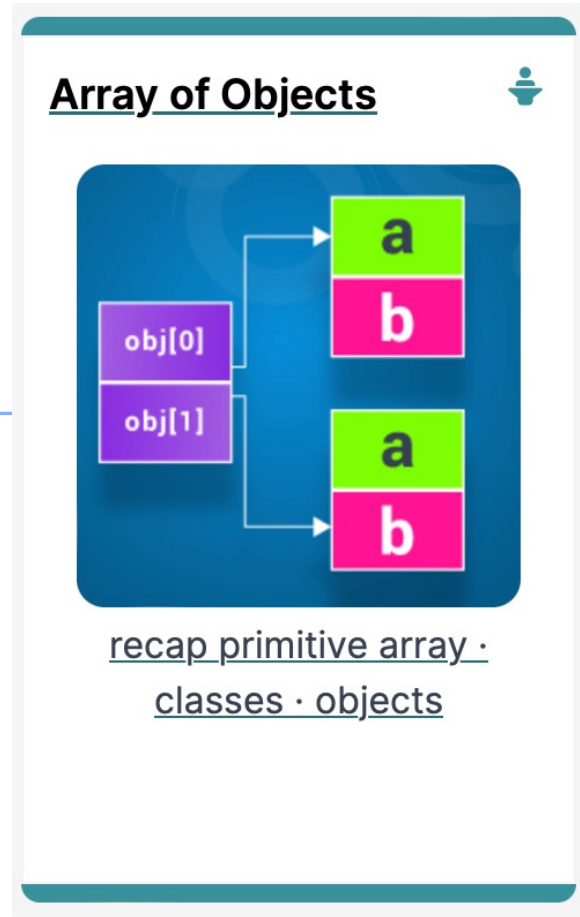 Array of Objects
obj[0]
obj[1]
a
b
a
b
recap primitive array ·
classes · objects